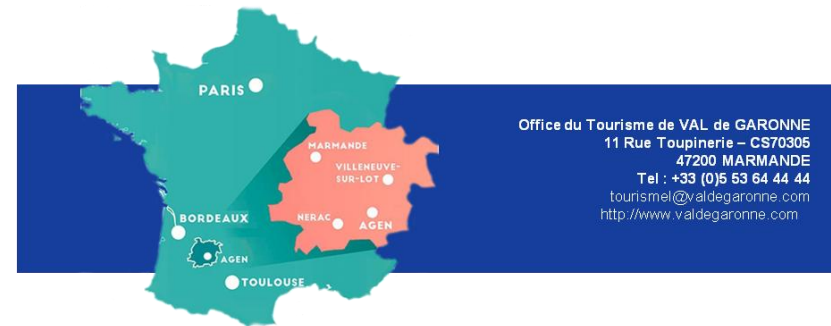 PARIS
MARMANDE
VILLENEUVE-
SUR-LOT
NERAC
AGEN
BORDEAUX
AGEN
TOULOUSE
Office du Tourisme de VAL de GARONNE
11 Rue Toupinerie – CS70305
47200 MARMANDE
Tel : +33 (0)5 53 64 44 44
tourismel@valdegaronne.com
http://www.valdegaronne.com